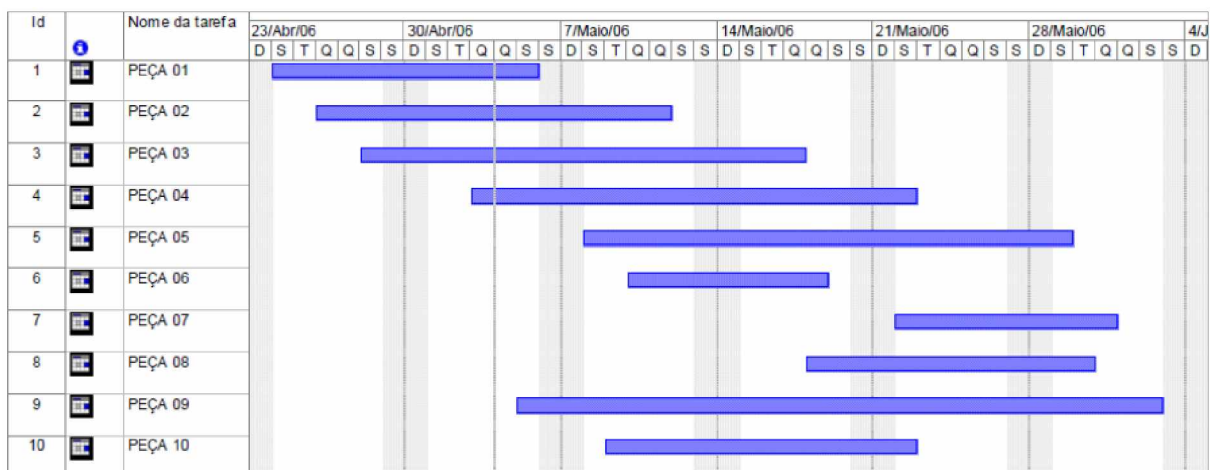 Id Nome da tarefa 23/Abr/06 30/Abr/06 7/Maio/06 14/Maio/06 21/Maio/06 28/Maio/06 4/J
D S T Q Q S S D S T Q Q S S D S T Q Q S S D S T Q Q S S D S T Q Q S S D S T Q Q S S D
1 PEÇA 01
2 PEÇA 02
3 PEÇA 03
4 PEÇA 04
5 PEÇA 05
6 PEÇA 06
7 PEÇA 07
8 PEÇA 08
9 PEÇA 09
10 PEÇA 10